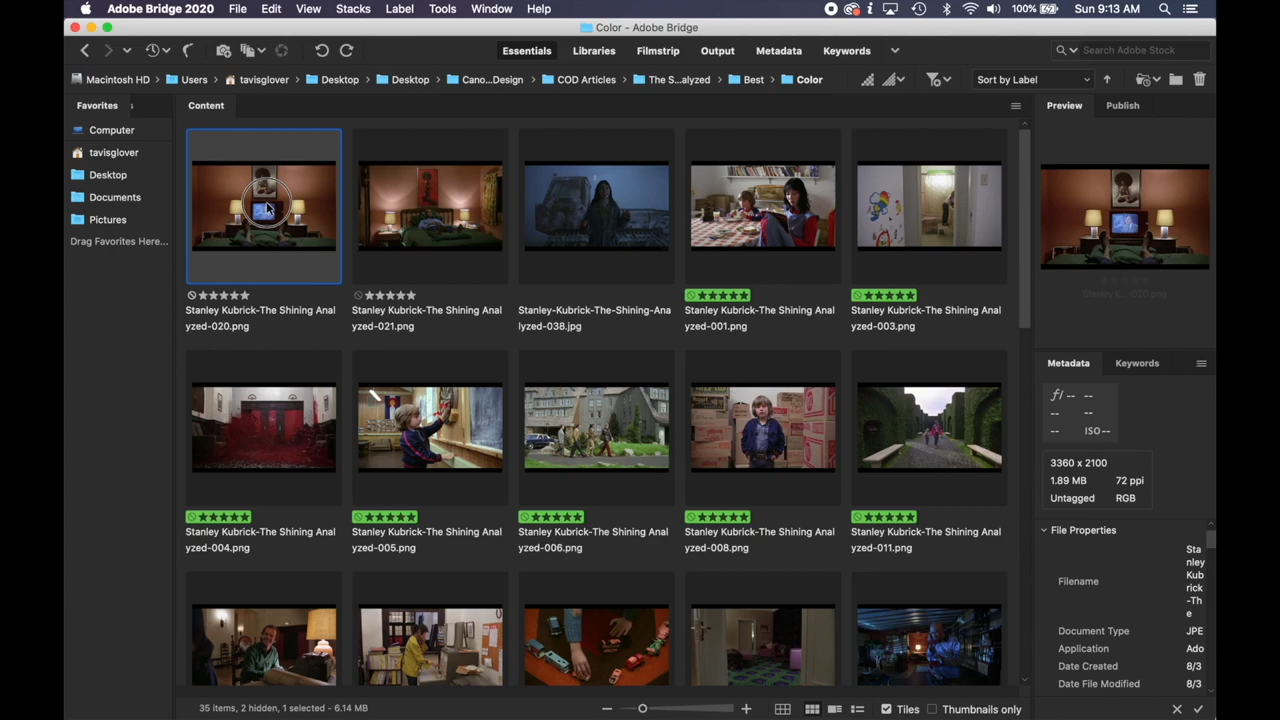 Adobe Bridge 2020 File Edit View Stacks Label Tools Window Help 100% Sun 9:13 AM
Color - Adobe Bridge
Essentials Libraries Filmstrip Output Metadata Keywords Search Adobe Stock
Macintosh HD Users tavisglover Desktop Desktop Cano...Design COD Articles The S...alyzed Best Color Sort by Label
Favorites Content Preview Publish
Computer
tavisglover
Desktop
Documents
Pictures
Drag Favorites Here...
Stanley Kubrick-The Shining Anal
yzed-020.png
Stanley Kubrick-The Shining Anal
yzed-021.png
Stanley-Kubrick-The-Shining-Ana
lyzed-038.jpg
Stanley Kubrick-The Shining Anal
yzed-001.png
Stanley Kubrick-The Shining Anal
yzed-003.png
Stanley Kubrick-The Shining Anal
yzed-004.png
Stanley Kubrick-The Shining Anal
yzed-005.png
Stanley Kubrick-The Shining Anal
yzed-006.png
Stanley Kubrick-The Shining Anal
yzed-008.png
Stanley Kubrick-The Shining Anal
yzed-011.png
Metadata Keywords
ƒ/-- --
-- --
-- ISO--
3360 x 2100
1.89 MB 72 ppi
Untagged RGB
File Properties
Filename Sta
nley
Kub
rick
-Th
e
Document Type JPE
Application Ado
Date Created 8/3
Date File Modified 8/3
35 items, 2 hidden, 1 selected - 6.14 MB Tiles Thumbnails only